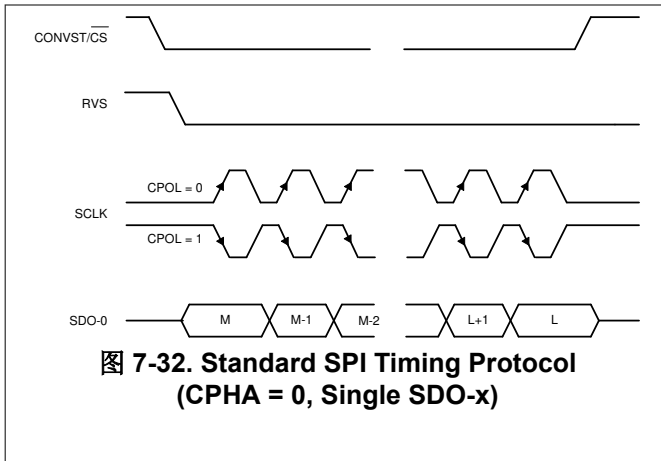 CONVST/CS
RVS
CPOL = 0
SCLK
CPOL = 1
SDO-0 M M-1 M-2 L+1 L
图 7-32. Standard SPI Timing Protocol
(CPHA = 0, Single SDO-x)